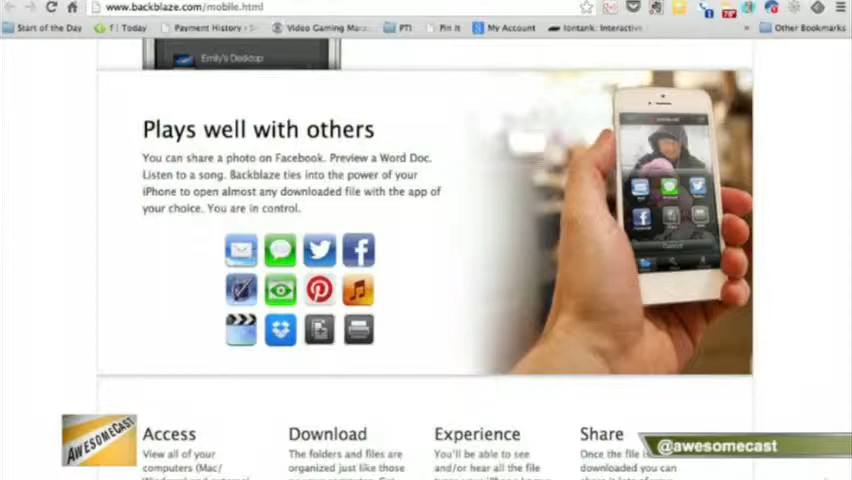 www.backblaze.com/mobile.html
Start of the Day
Today
Payment History
Video Gaming
PTI
Pin It
My Account
Iontank: Interactive
Other Bookmarks
Emily's Desktop
Plays well with others
You can share a photo on Facebook. Preview a Word Doc.
Listen to a song. Backblaze ties into the power of your
iPhone to open almost any downloaded file with the app of
your choice. You are in control.
AWESOMECAST
Access
View all of your
computers (Mac/
Download
The folders and files are
organized just like those
Experience
You'll be able to see
and/or hear all the file
Share
Once the file
downloaded you can
@awesomecast